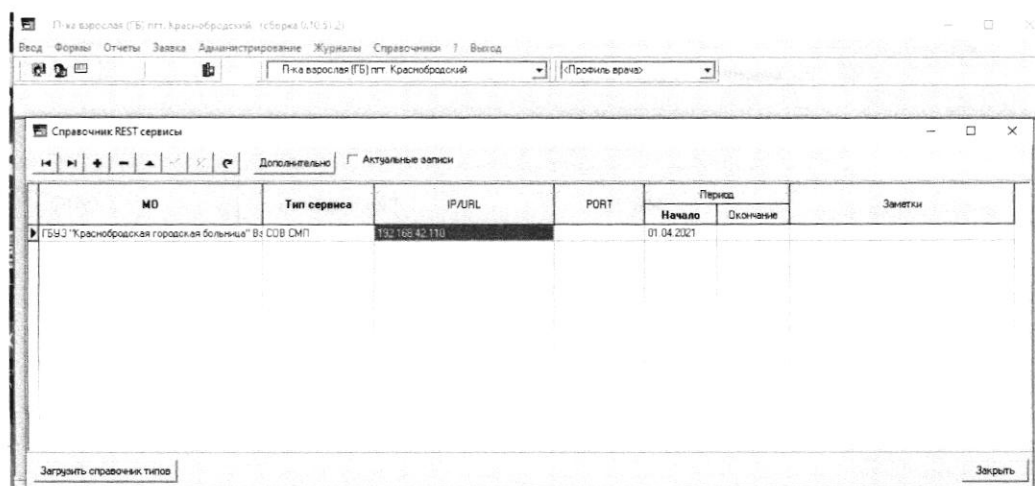 П-ка взрослая (ГБ) пгт. Краснобродский (сборка 0.10.51.2)
Ввод Формы Отчеты Заявка Администрирование Журналы Справочники ? Выход
П-ка взрослая (ГБ) пгт. Краснобродский <Профиль врача>
Справочник REST сервисы
Дополнительно Актуальные записи
МО Тип сервиса IP/URL PORT Период Заметки
Начало Окончание
ГБУЗ "Краснобродская городская больница" Вз СОВ СМП 192.168.42.110 01.04.2021
Загрузить справочник типов Закрыть